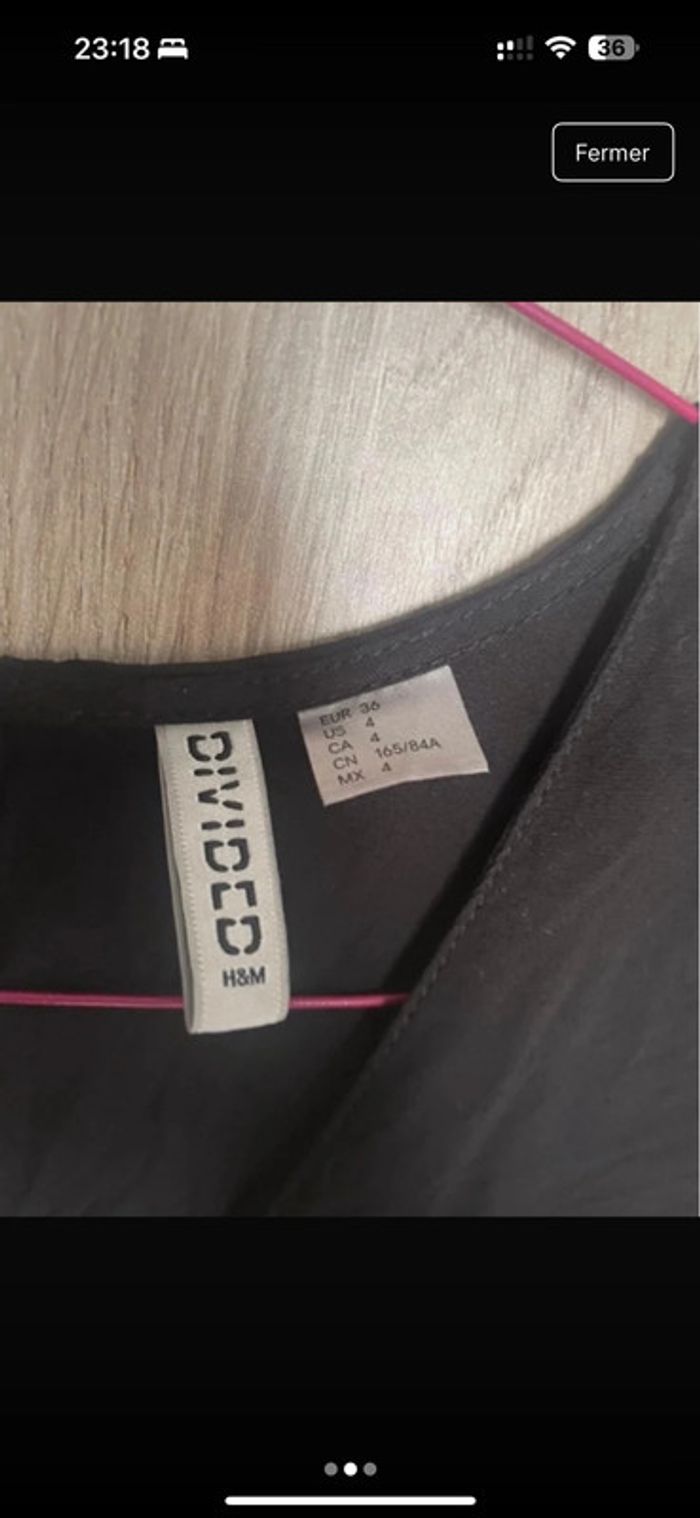 23:18
36
Fermer
EUR 36
US 4
CA 4
CN 165/84A
MX 4
DIVIDED
H&M